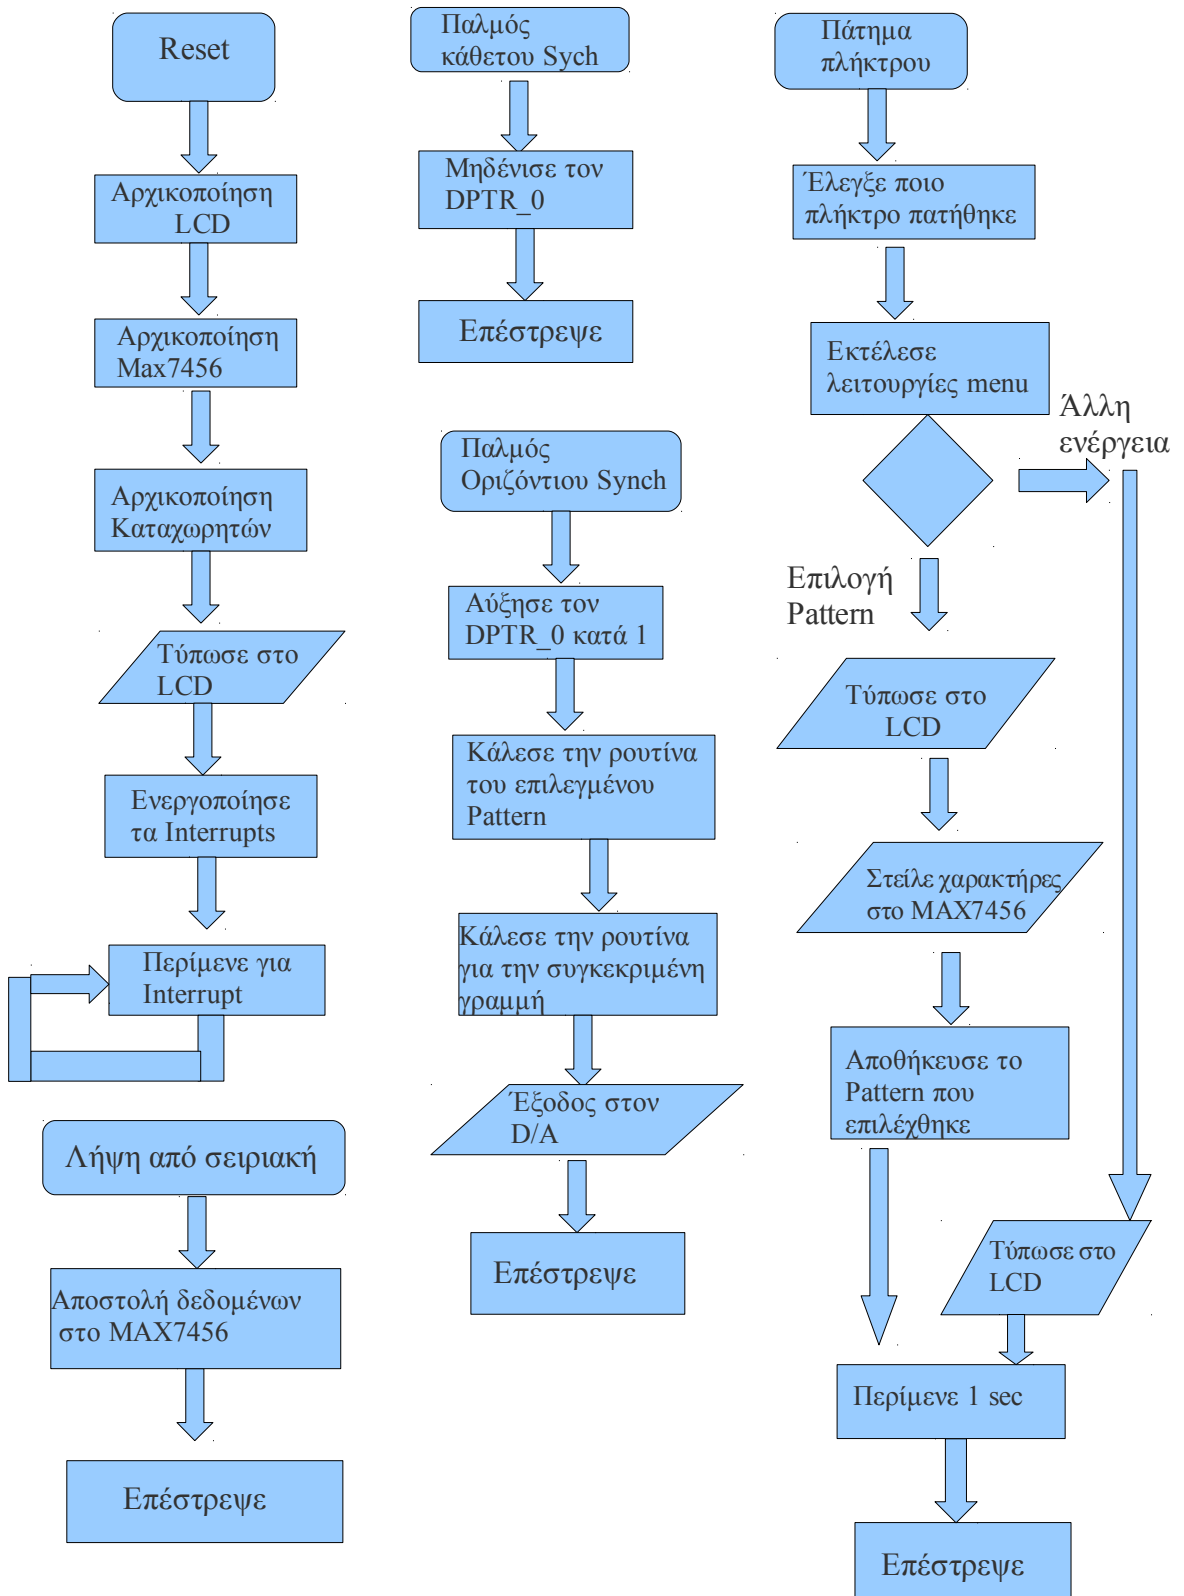 Reset
Αρχικοποίηση
LCD
Αρχικοποίηση
Max7456
Αρχικοποίηση
Καταχωρητών
Τύπωσε στο
LCD
Ενεργοποίησε
τα Interrupts
Περίμενε για
Interrupt
Λήψη από σειριακή
Αποστολή δεδομένων
στο MAX7456
Επέστρεψε
Παλμός
κάθετου Sych
Μηδένισε τον
DPTR_0
Επέστρεψε
Παλμός
Οριζόντιου Synch
Αύξησε τον
DPTR_0 κατά 1
Κάλεσε την ρουτίνα
του επιλεγμένου
Pattern
Κάλεσε την ρουτίνα
για την συγκεκριμένη
γραμμή
Έξοδος στον
D/A
Επέστρεψε
Πάτημα
πλήκτρου
Έλεγξε ποιο
πλήκτρο πατήθηκε
Εκτέλεσε
λειτουργίες menu
Άλλη
ενέργεια
Επιλογή
Pattern
Τύπωσε στο
LCD
Στείλε χαρακτήρες
στο MAX7456
Αποθήκευσε το
Pattern που
επιλέχθηκε
Τύπωσε στο
LCD
Περίμενε 1 sec
Επέστρεψε